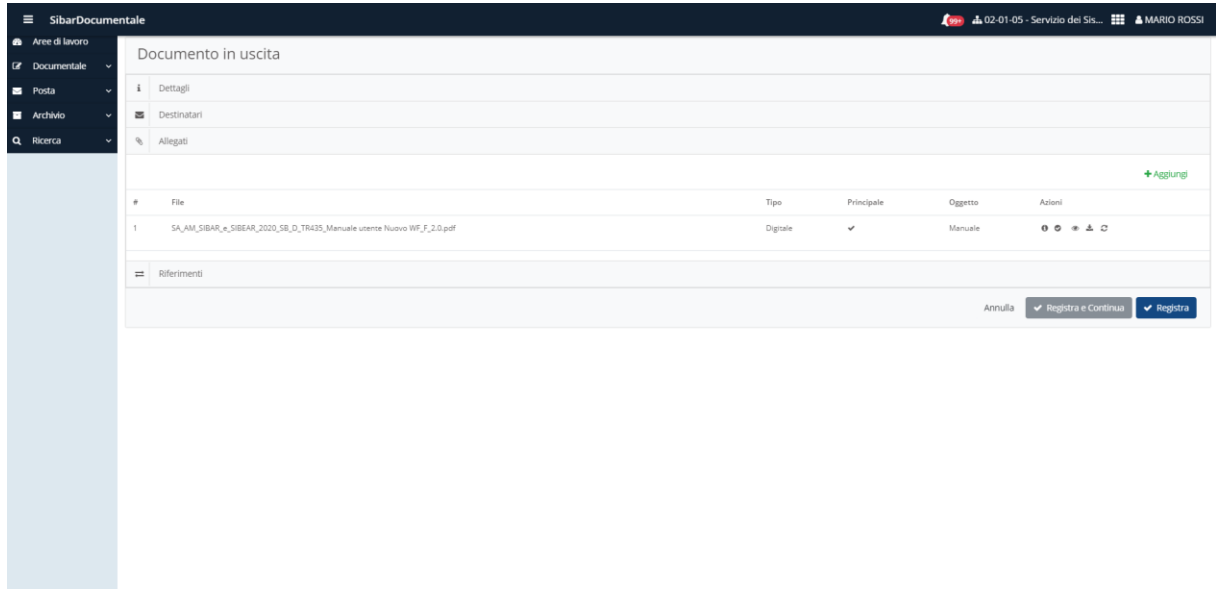 SibarDocumentale 99+ 02-01-05 - Servizio dei Sis... MARIO ROSSI
Aree di lavoro
Documentale
Posta
Archivio
Ricerca
Documento in uscita
Dettagli
Destinatari
Allegati
+ Aggiungi
# File Tipo Principale Oggetto Azioni
1 SA_AM_SIBAR_e_SIBEAR_2020_SB_D_TR435_Manuale utente Nuovo WF_F_2.0.pdf Digitale Manuale
Riferimenti
Annulla Registra e Continua Registra